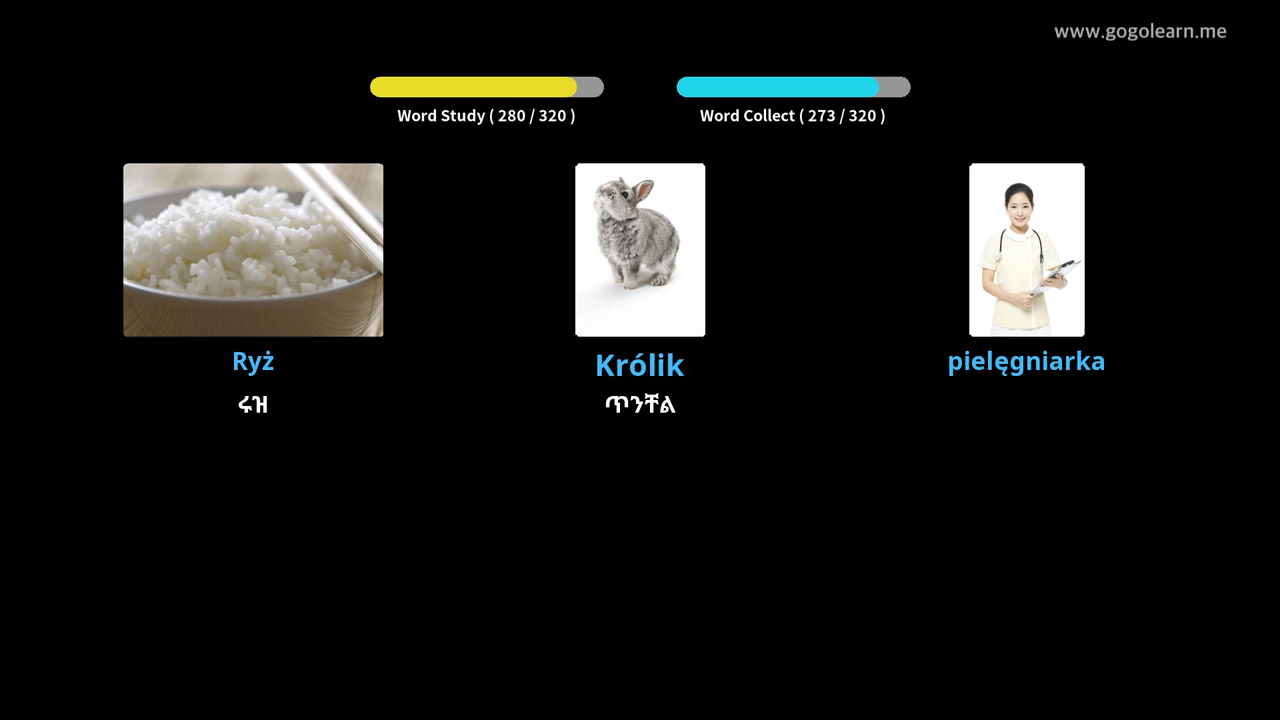 www.gogolearn.me
Word Study ( 280 / 320 )
Word Collect ( 273 / 320 )
Ryż
Królik
pielęgniarka
ሩዝ
ጥንቸል